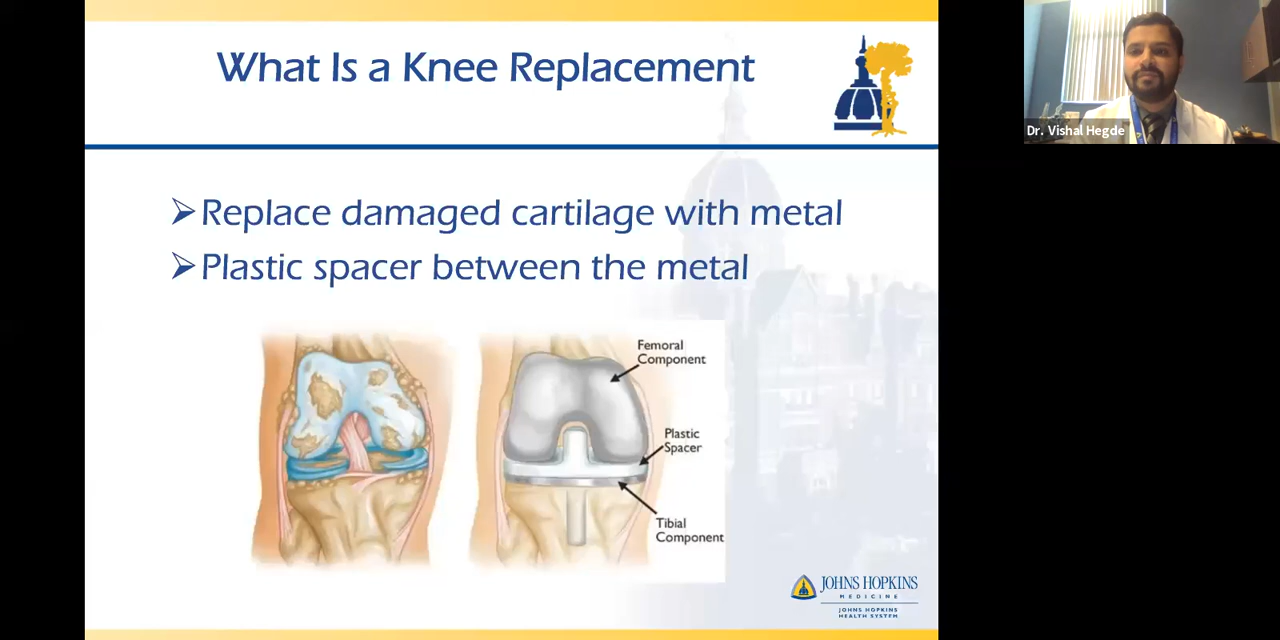 What Is a Knee Replacement
Dr. Vishal Hegde
➢Replace damaged cartilage with metal
➢Plastic spacer between the metal
Femoral
Component
Plastic
Spacer
Tibial
Component
JOHNS HOPKINS
MEDICINE
JOHNS HOPKINS
HEALTH SYSTEM